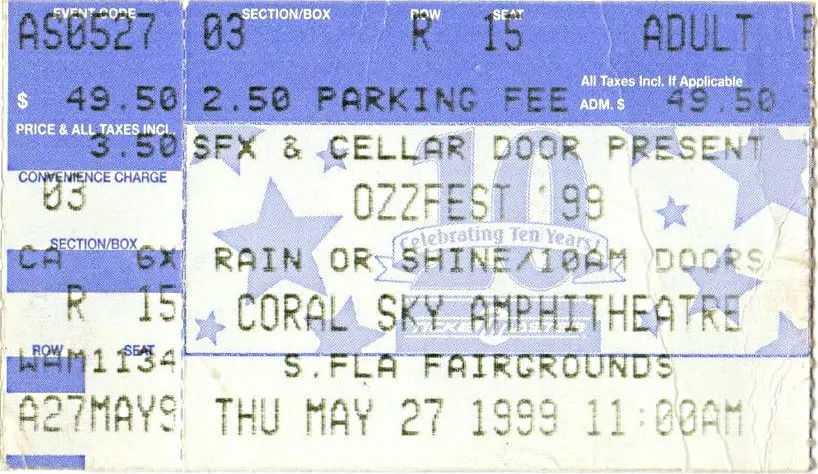 EVENT CODE SECTION/BOX ROW SEAT
AS0527 03 R 15 ADULT
All Taxes Incl. If Applicable
$ 49.50 2.50 PARKING FEE ADM. $ 49.50
PRICE & ALL TAXES INCL.
3.50 SFX & CELLAR DOOR PRESENT
CONVENIENCE CHARGE
03 OZZFEST '99
10
Celebrating Ten Years
SECTION/BOX
CA 6X RAIN OR SHINE/10AM DOORS
R 15 CORAL SKY AMPHITHEATRE
ROW SEAT
WAM1134 S.FLA FAIRGROUNDS
A27MAY9 THU MAY 27 1999 11:00AM